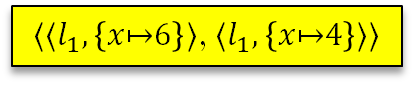 ⟨⟨l₁, {x↦6}⟩, ⟨l₁, {x↦4}⟩⟩